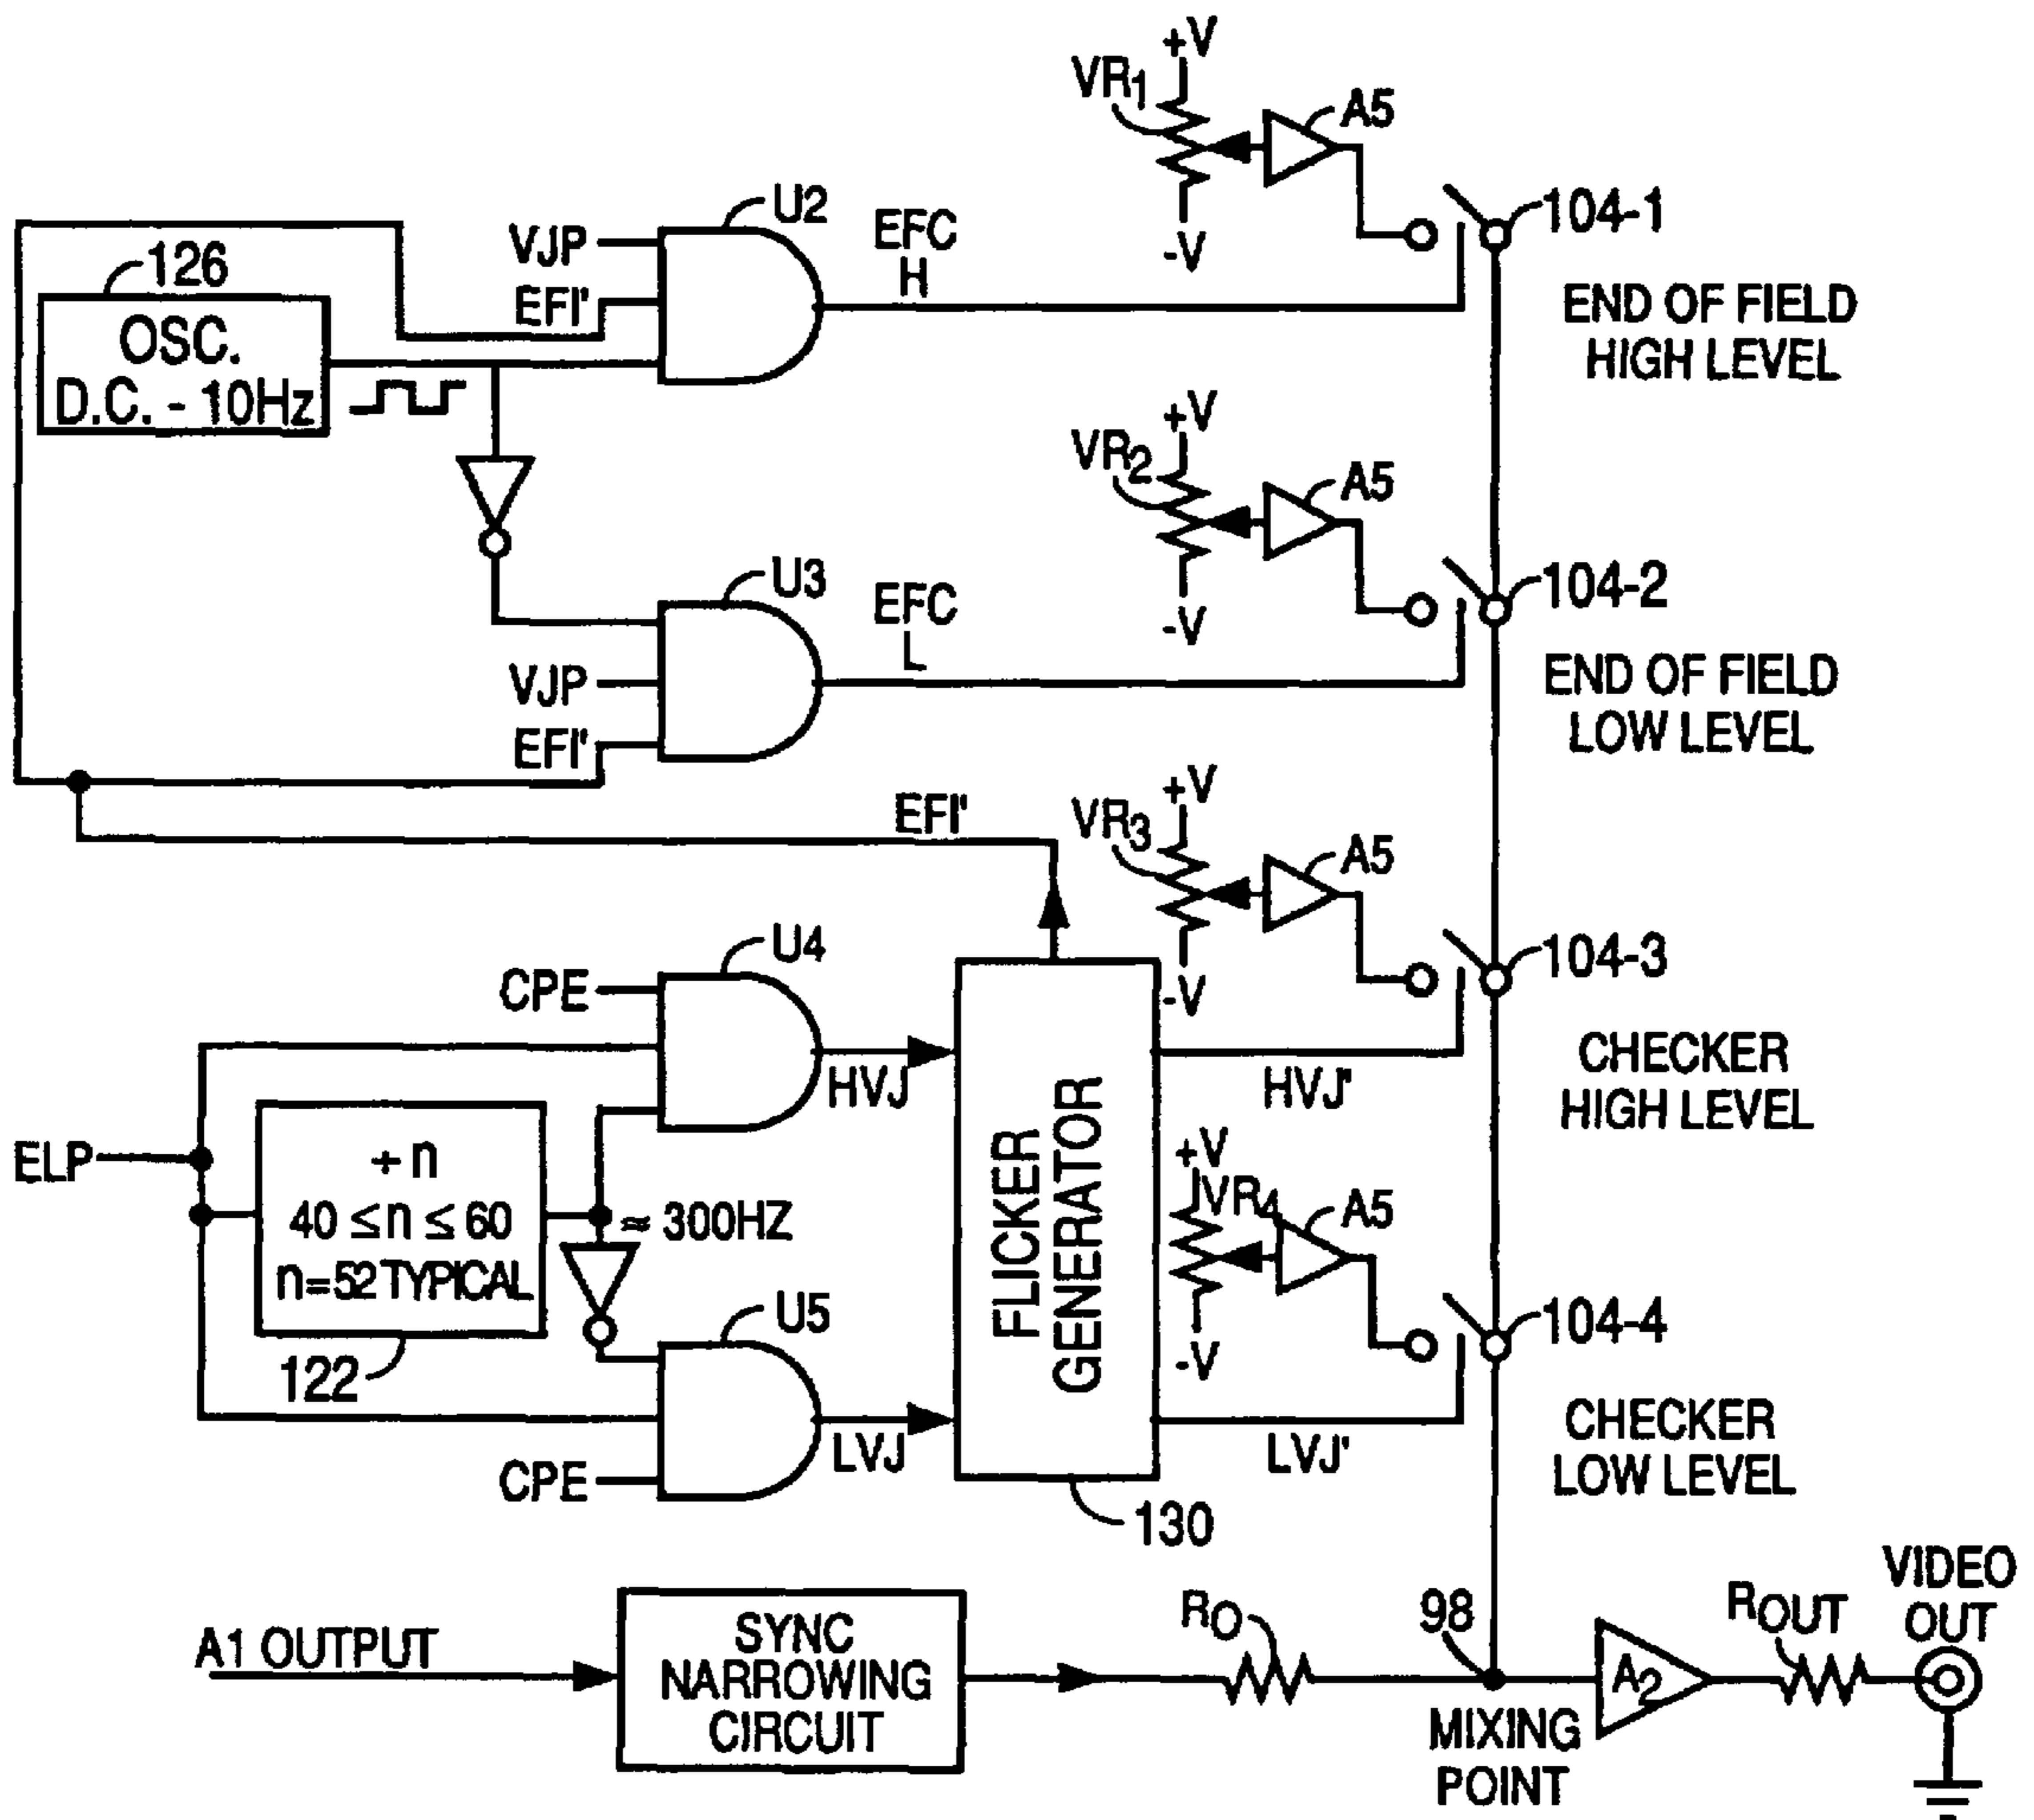 +V
VR1
A5
-V
104-1
END OF FIELD
HIGH LEVEL
U2
VJP
EFI'
EFC
H
126
OSC.
D.C. - 10Hz
+V
VR2
A5
-V
104-2
END OF FIELD
LOW LEVEL
U3
EFC
L
VJP
EFI'
EFI'
+V
VR3
A5
-V
104-3
CHECKER
HIGH LEVEL
U4
CPE
HVJ
HVJ'
ELP
÷ n
40 ≤ n ≤ 60
n=52 TYPICAL
122
≈ 300HZ
FLICKER
GENERATOR
130
+V
VR4
A5
-V
104-4
CHECKER
LOW LEVEL
U5
LVJ
LVJ'
CPE
A1 OUTPUT
SYNC
NARROWING
CIRCUIT
RO
98
MIXING
POINT
A2
ROUT
VIDEO
OUT